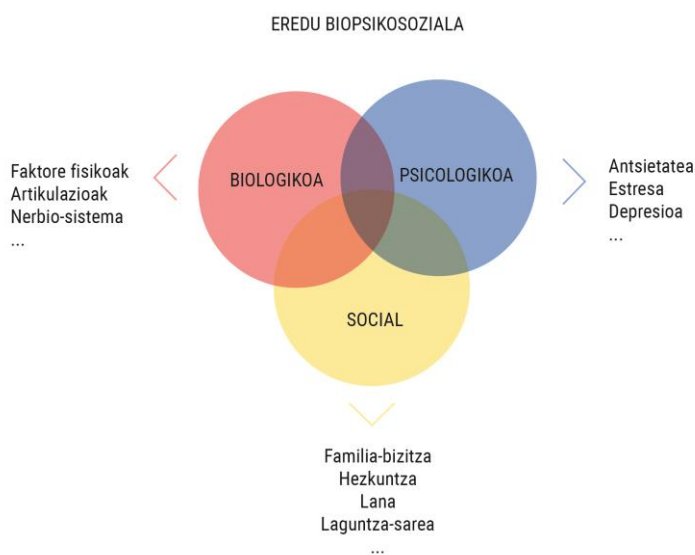 EREDU BIOPSIKOSOZIALA
BIOLOGIKOA
PSICOLOGIKOA
SOCIAL
Faktore fisikoak
Artikulazioak
Nerbio-sistema
...
Antsietatea
Estresa
Depresioa
...
Familia-bizitza
Hezkuntza
Lana
Laguntza-sarea
...